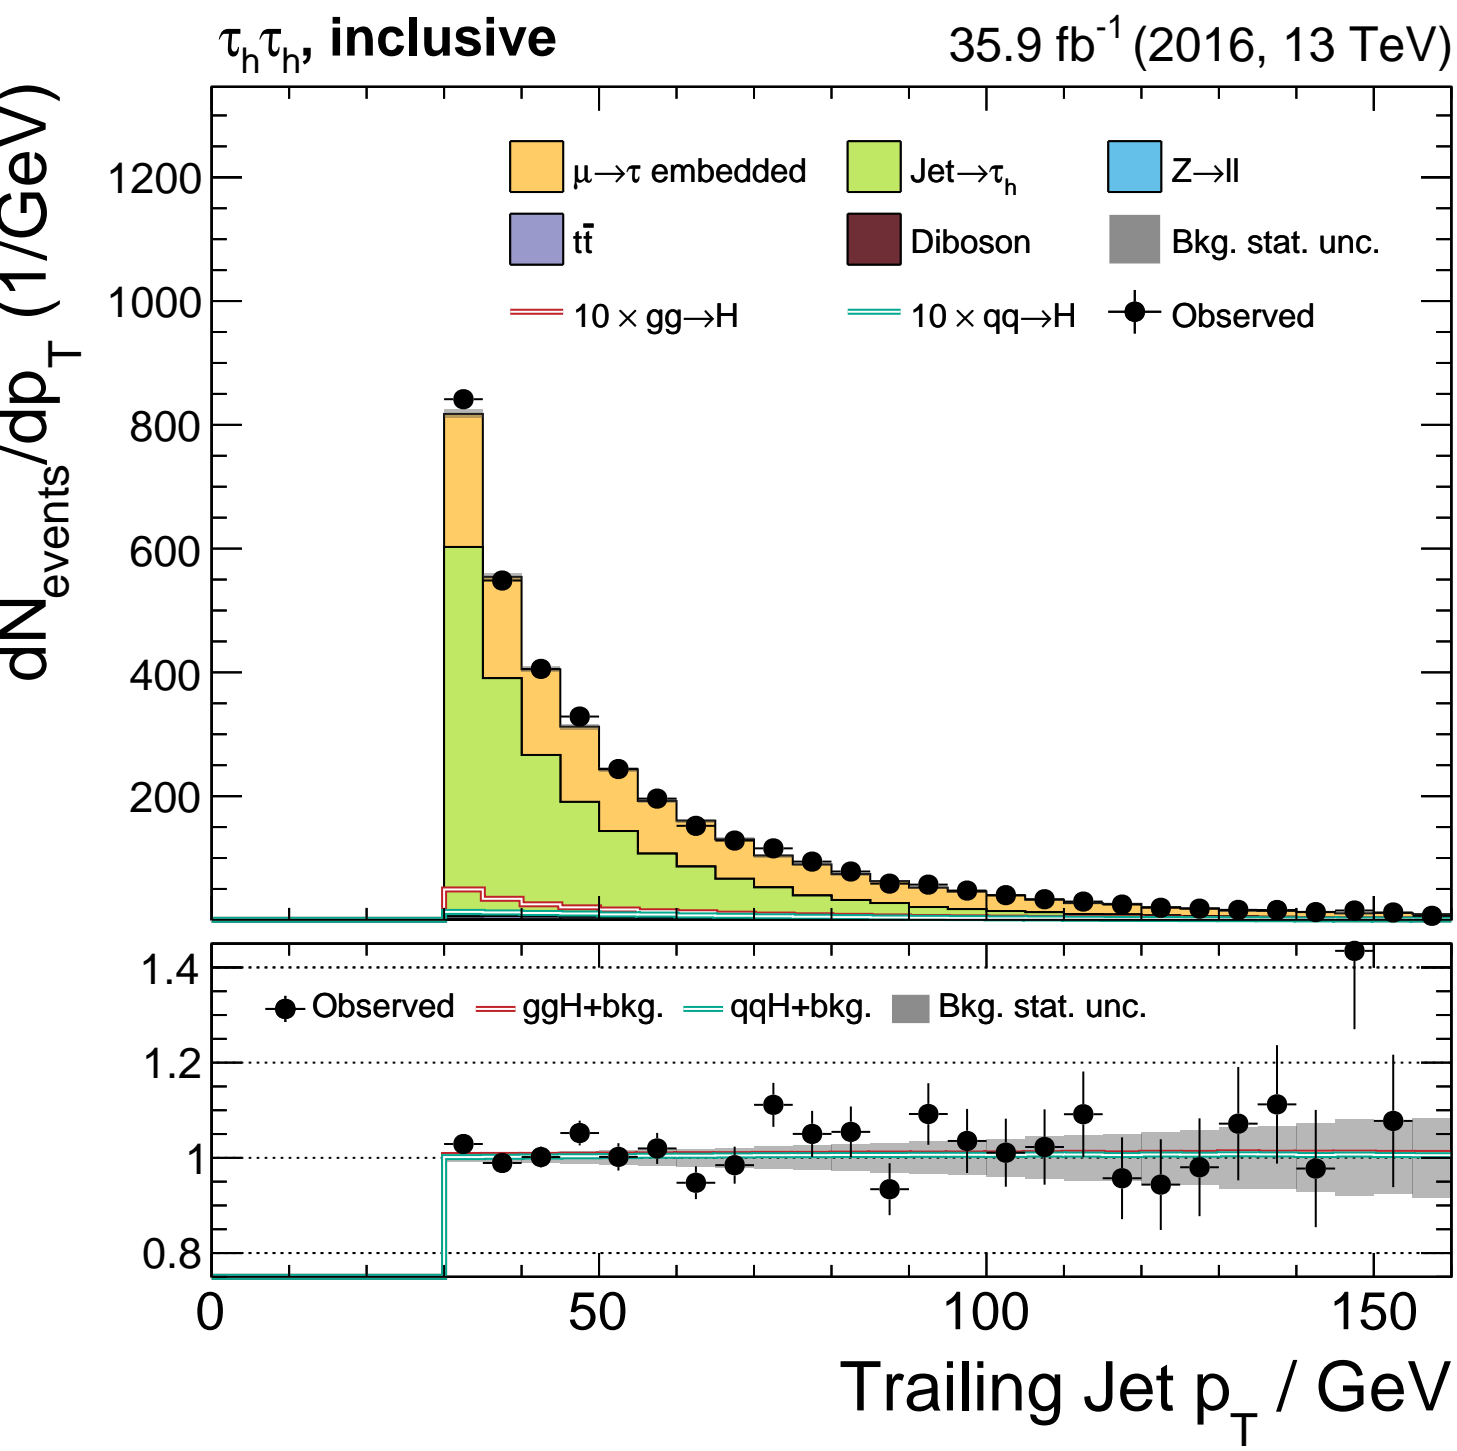 τhτh, inclusive
35.9 fb-1 (2016, 13 TeV)
dNevents/dpT (1/GeV)
1200
1000
800
600
400
200
μ→τ embedded
Jet→τh
Z→ll
tt̄
Diboson
Bkg. stat. unc.
10 × gg→H
10 × qq→H
Observed
1.4
1.2
1
0.8
Observed
ggH+bkg.
qqH+bkg.
Bkg. stat. unc.
0
50
100
150
Trailing Jet pT / GeV